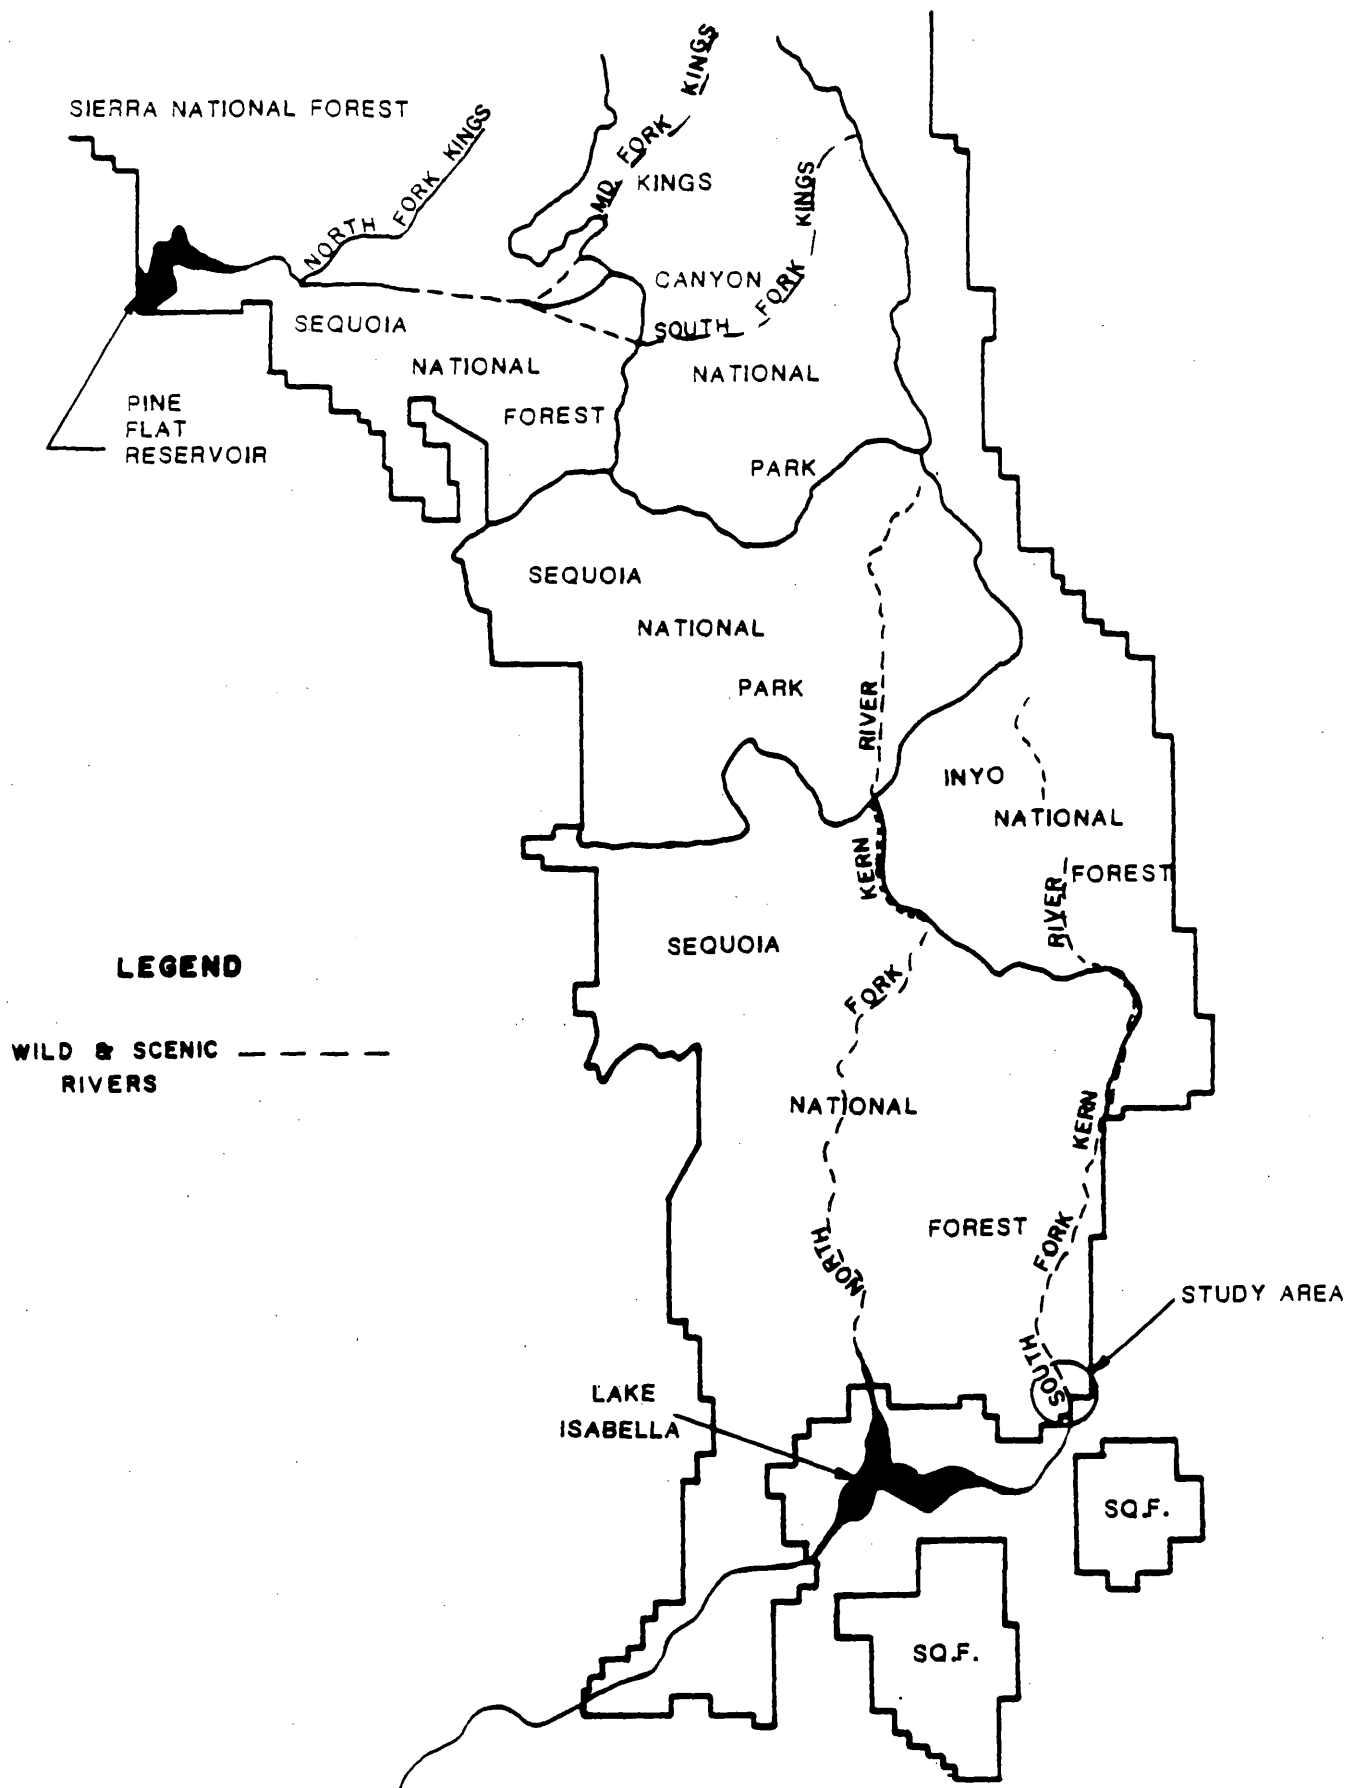 SIERRA NATIONAL FOREST
NORTH FORK KINGS
MD FORK KINGS
KINGS
CANYON
NATIONAL
PARK
SOUTH FORK KINGS
SEQUOIA
NATIONAL
FOREST
PINE
FLAT
RESERVOIR
SEQUOIA
NATIONAL
PARK
RIVER
KERN
FORK
NORTH
INYO
NATIONAL
FOREST
RIVER
KERN
FORK
SOUTH
SEQUOIA
NATIONAL
FOREST
LEGEND
WILD & SCENIC
RIVERS
STUDY AREA
LAKE
ISABELLA
SQ.F.
SQ.F.